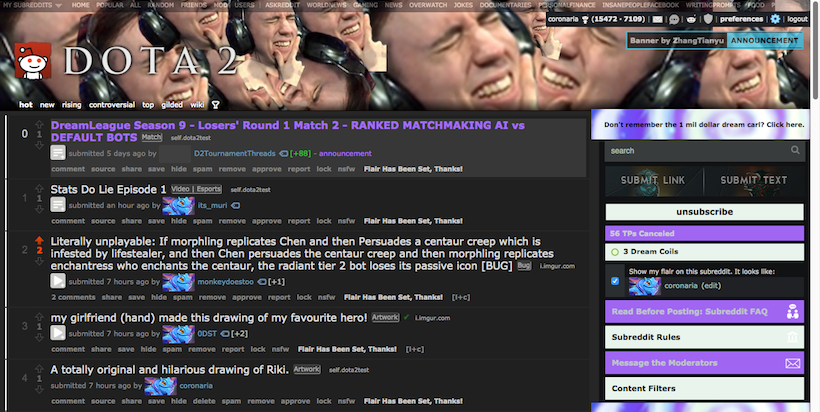 MY SUBREDDITS HOME POPULAR ALL RANDOM FRIENDS MOD USERS ASKREDDIT WORLDNEWS GAMING NEWS OVERWATCH JOKES DOCUMENTARIES PERSONALFINANCE INSANEPEOPLEFACEBOOK WRITINGPROMPTS FOOD
coronaria (15472 · 7109) | preferences | logout
Banner by ZhangTianyu ANNOUNCEMENT
DOTA 2
hot new rising controversial top gilded wiki
Don't remember the 1 mil dollar dream carl? Click here.
0 1 DreamLeague Season 9 - Losers' Round 1 Match 2 - RANKED MATCHMAKING AI vs
DEFAULT BOTS Match self.dota2test
submitted 5 days ago by D2TournamentThreads [+88] - announcement
comment source share save hide spam remove approve report lock nsfw Flair Has Been Set, Thanks!
1 1 Stats Do Lie Episode 1 Video | Esports self.dota2test
submitted an hour ago by its_muri
comment source share save hide spam remove approve report lock nsfw Flair Has Been Set, Thanks!
2 2 Literally unplayable: If morphling replicates Chen and then Persuades a centaur creep which is
infested by lifestealer, and then Chen persuades the centaur creep and then morphling replicates
enchantress who enchants the centaur, the radiant tier 2 bot loses its passive icon [BUG] Bug i.imgur.com
submitted 7 hours ago by monkeydoestoo [+1]
2 comments share save hide spam remove approve report lock nsfw Flair Has Been Set, Thanks! [l+c]
3 1 my girlfriend (hand) made this drawing of my favourite hero! Artwork ✓ i.imgur.com
submitted 7 hours ago by 0DST [+2]
comment share save hide spam remove approve report lock nsfw Flair Has Been Set, Thanks! [l+c]
4 1 A totally original and hilarious drawing of Riki. Artwork self.dota2test
submitted 7 hours ago by coronaria
comment source share save hide delete spam remove approve report lock nsfw Flair Has Been Set, Thanks!
search
SUBMIT LINK SUBMIT TEXT
unsubscribe
56 TPs Canceled
3 Dream Coils
Show my flair on this subreddit. It looks like:
coronaria (edit)
Read Before Posting: Subreddit FAQ
Subreddit Rules
Message the Moderators
Content Filters